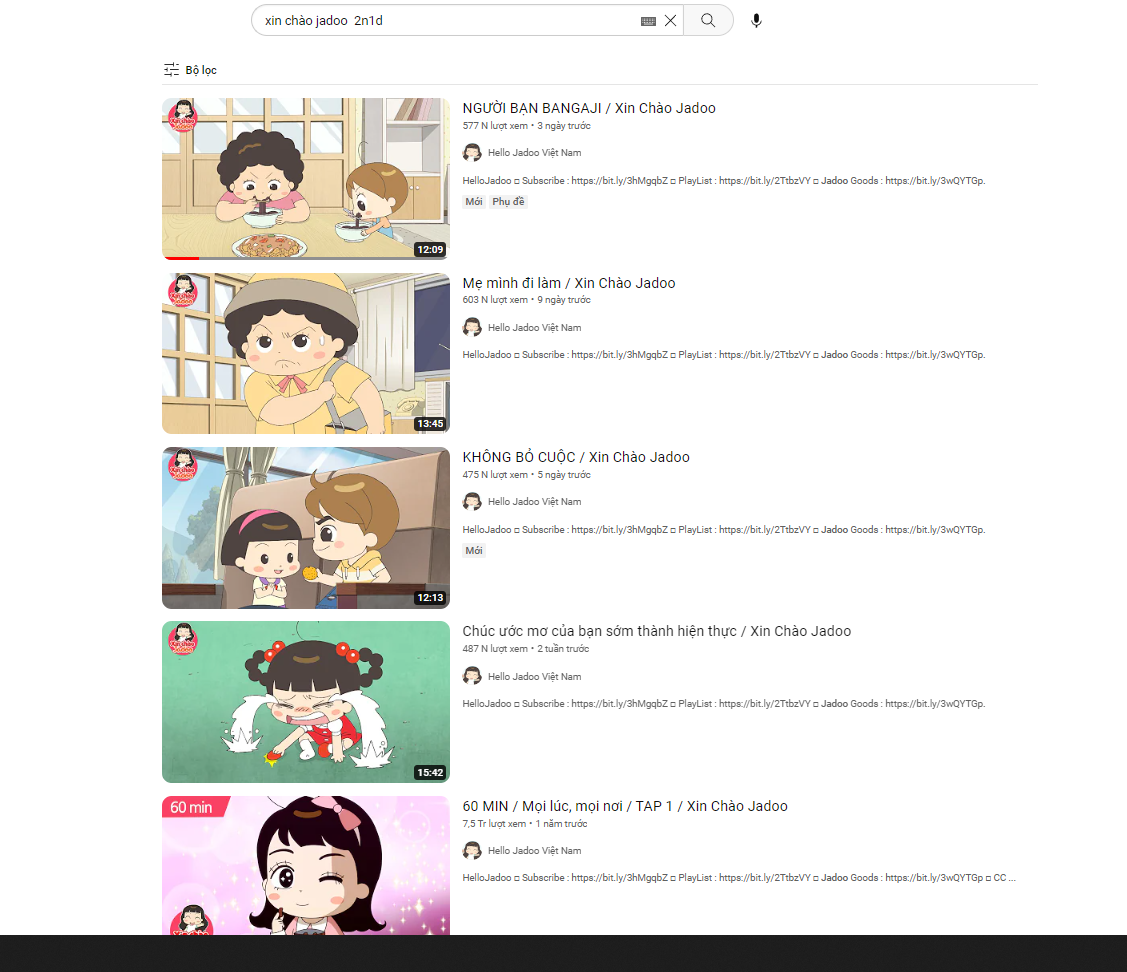 xin chào jadoo 2n1d
Bộ lọc
Xin chào
Jadoo
12:09
NGƯỜI BẠN BANGAJI / Xin Chào Jadoo
577 N lượt xem • 3 ngày trước
Hello Jadoo Việt Nam
HelloJadoo □ Subscribe : https://bit.ly/3hMgqbZ □ PlayList : https://bit.ly/2TtbzVY □ Jadoo Goods : https://bit.ly/3wQYTGp.
Mới Phụ đề
Xin chào
Jadoo
13:45
Mẹ mình đi làm / Xin Chào Jadoo
603 N lượt xem • 9 ngày trước
Hello Jadoo Việt Nam
HelloJadoo □ Subscribe : https://bit.ly/3hMgqbZ □ PlayList : https://bit.ly/2TtbzVY □ Jadoo Goods : https://bit.ly/3wQYTGp.
Xin chào
Jadoo
12:13
KHÔNG BỎ CUỘC / Xin Chào Jadoo
475 N lượt xem • 5 ngày trước
Hello Jadoo Việt Nam
HelloJadoo □ Subscribe : https://bit.ly/3hMgqbZ □ PlayList : https://bit.ly/2TtbzVY □ Jadoo Goods : https://bit.ly/3wQYTGp.
Mới
Xin chào
Jadoo
15:42
Chúc ước mơ của bạn sớm thành hiện thực / Xin Chào Jadoo
487 N lượt xem • 2 tuần trước
Hello Jadoo Việt Nam
HelloJadoo □ Subscribe : https://bit.ly/3hMgqbZ □ PlayList : https://bit.ly/2TtbzVY □ Jadoo Goods : https://bit.ly/3wQYTGp.
60 min
60 MIN / Mọi lúc, mọi nơi / TAP 1 / Xin Chào Jadoo
7,5 Tr lượt xem • 1 năm trước
Hello Jadoo Việt Nam
HelloJadoo □ Subscribe : https://bit.ly/3hMgqbZ □ PlayList : https://bit.ly/2TtbzVY □ Jadoo Goods : https://bit.ly/3wQYTGp □ CC ...